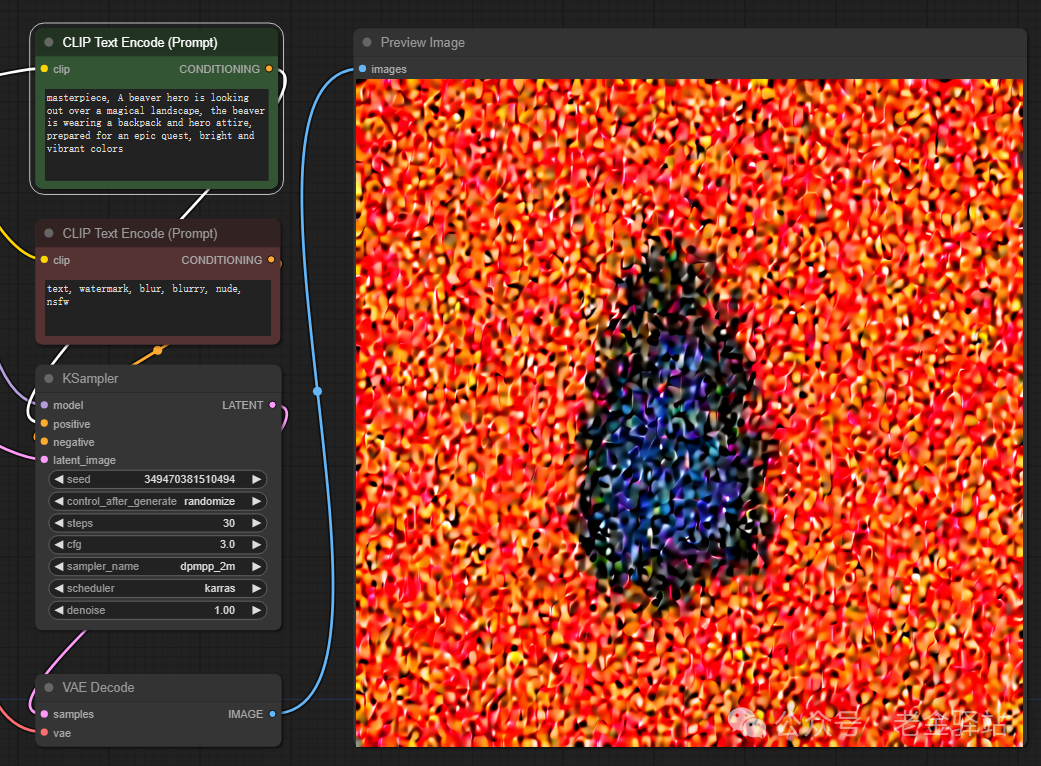 CLIP Text Encode (Prompt)
clip CONDITIONING
masterpiece, A beaver hero is looking
out over a magical landscape, the beaver
is wearing a backpack and hero attire,
prepared for an epic quest, bright and
vibrant colors
CLIP Text Encode (Prompt)
clip CONDITIONING
text, watermark, blur, blurry, nude,
nsfw
KSampler
model LATENT
positive
negative
latent_image
seed 349470381510494
control_after_generate randomize
steps 30
cfg 3.0
sampler_name dpmpp_2m
scheduler karras
denoise 1.00
VAE Decode
samples IMAGE
vae
Preview Image
images
公众号 老金驿站